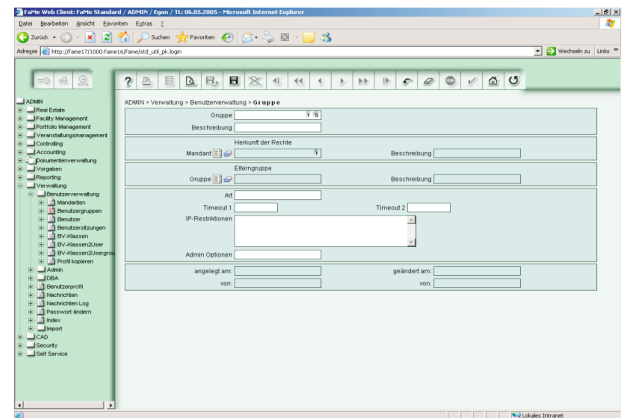 FaMe Web Client: FaMe Standard / ADMIN / Egon / TL: 06.05.2005 - Microsoft Internet Explorer
Datei Bearbeiten Ansicht Favoriten Extras ?
Zurück Suchen Favoriten
Adresse http://fame17/1000-fame16/fame/std_util_pk.login Wechseln zu Links
ADMIN
Real Estate
Facility Management
Portfolio Management
Veranstaltungsmanagement
Controlling
Accounting
Dokumentenverwaltung
Vorgaben
Reporting
Verwaltung
Benutzerverwaltung
Mandanten
Benutzergruppen
Benutzer
Benutzersitzungen
BV-Klassen
BV-Klassen2User
BV-Klassen2Usergrou
Profil kopieren
Admin
DBA
Benutzerprofil
Nachrichten
Nachrichten Log
Passwort ändern
Index
Import
CAD
Security
Self Service
ADMIN > Verwaltung > Benutzerverwaltung > Gruppe
Gruppe
Beschreibung
Herkunft der Rechte
Mandant Beschreibung
Elterngruppe
Gruppe Beschreibung
Art
Timeout 1 Timeout 2
IP-Restriktionen
Admin Optionen
angelegt am: geändert am:
von: von:
Lokales Intranet